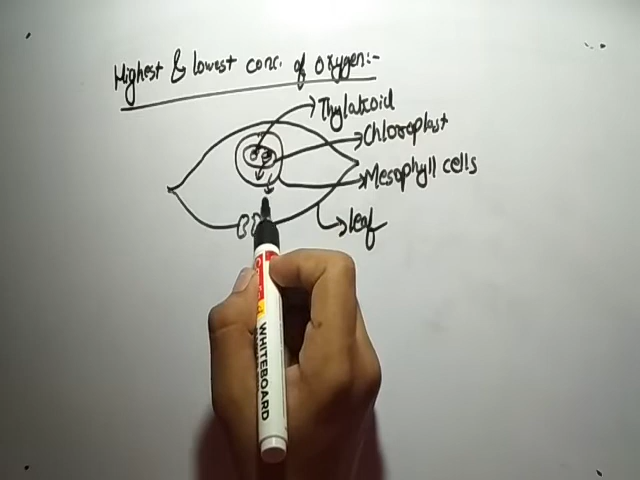 Highest & lowest conc. of oxygen:-
Thylakoid
Chloroplast
Mesophyll cells
leaf
WHITEBOARD